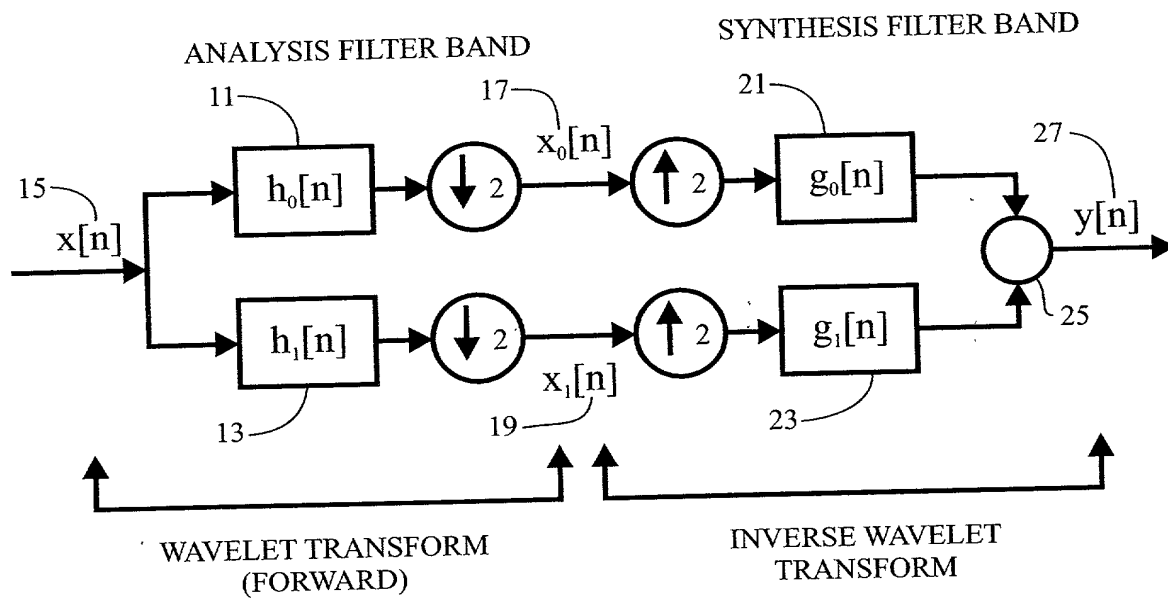 ANALYSIS FILTER BAND
SYNTHESIS FILTER BAND
11
17
21
27
x₀[n]
15
h₀[n]
2
2
g₀[n]
x[n]
y[n]
25
h₁[n]
2
2
g₁[n]
x₁[n]
13
19
23
WAVELET TRANSFORM
(FORWARD)
INVERSE WAVELET
TRANSFORM